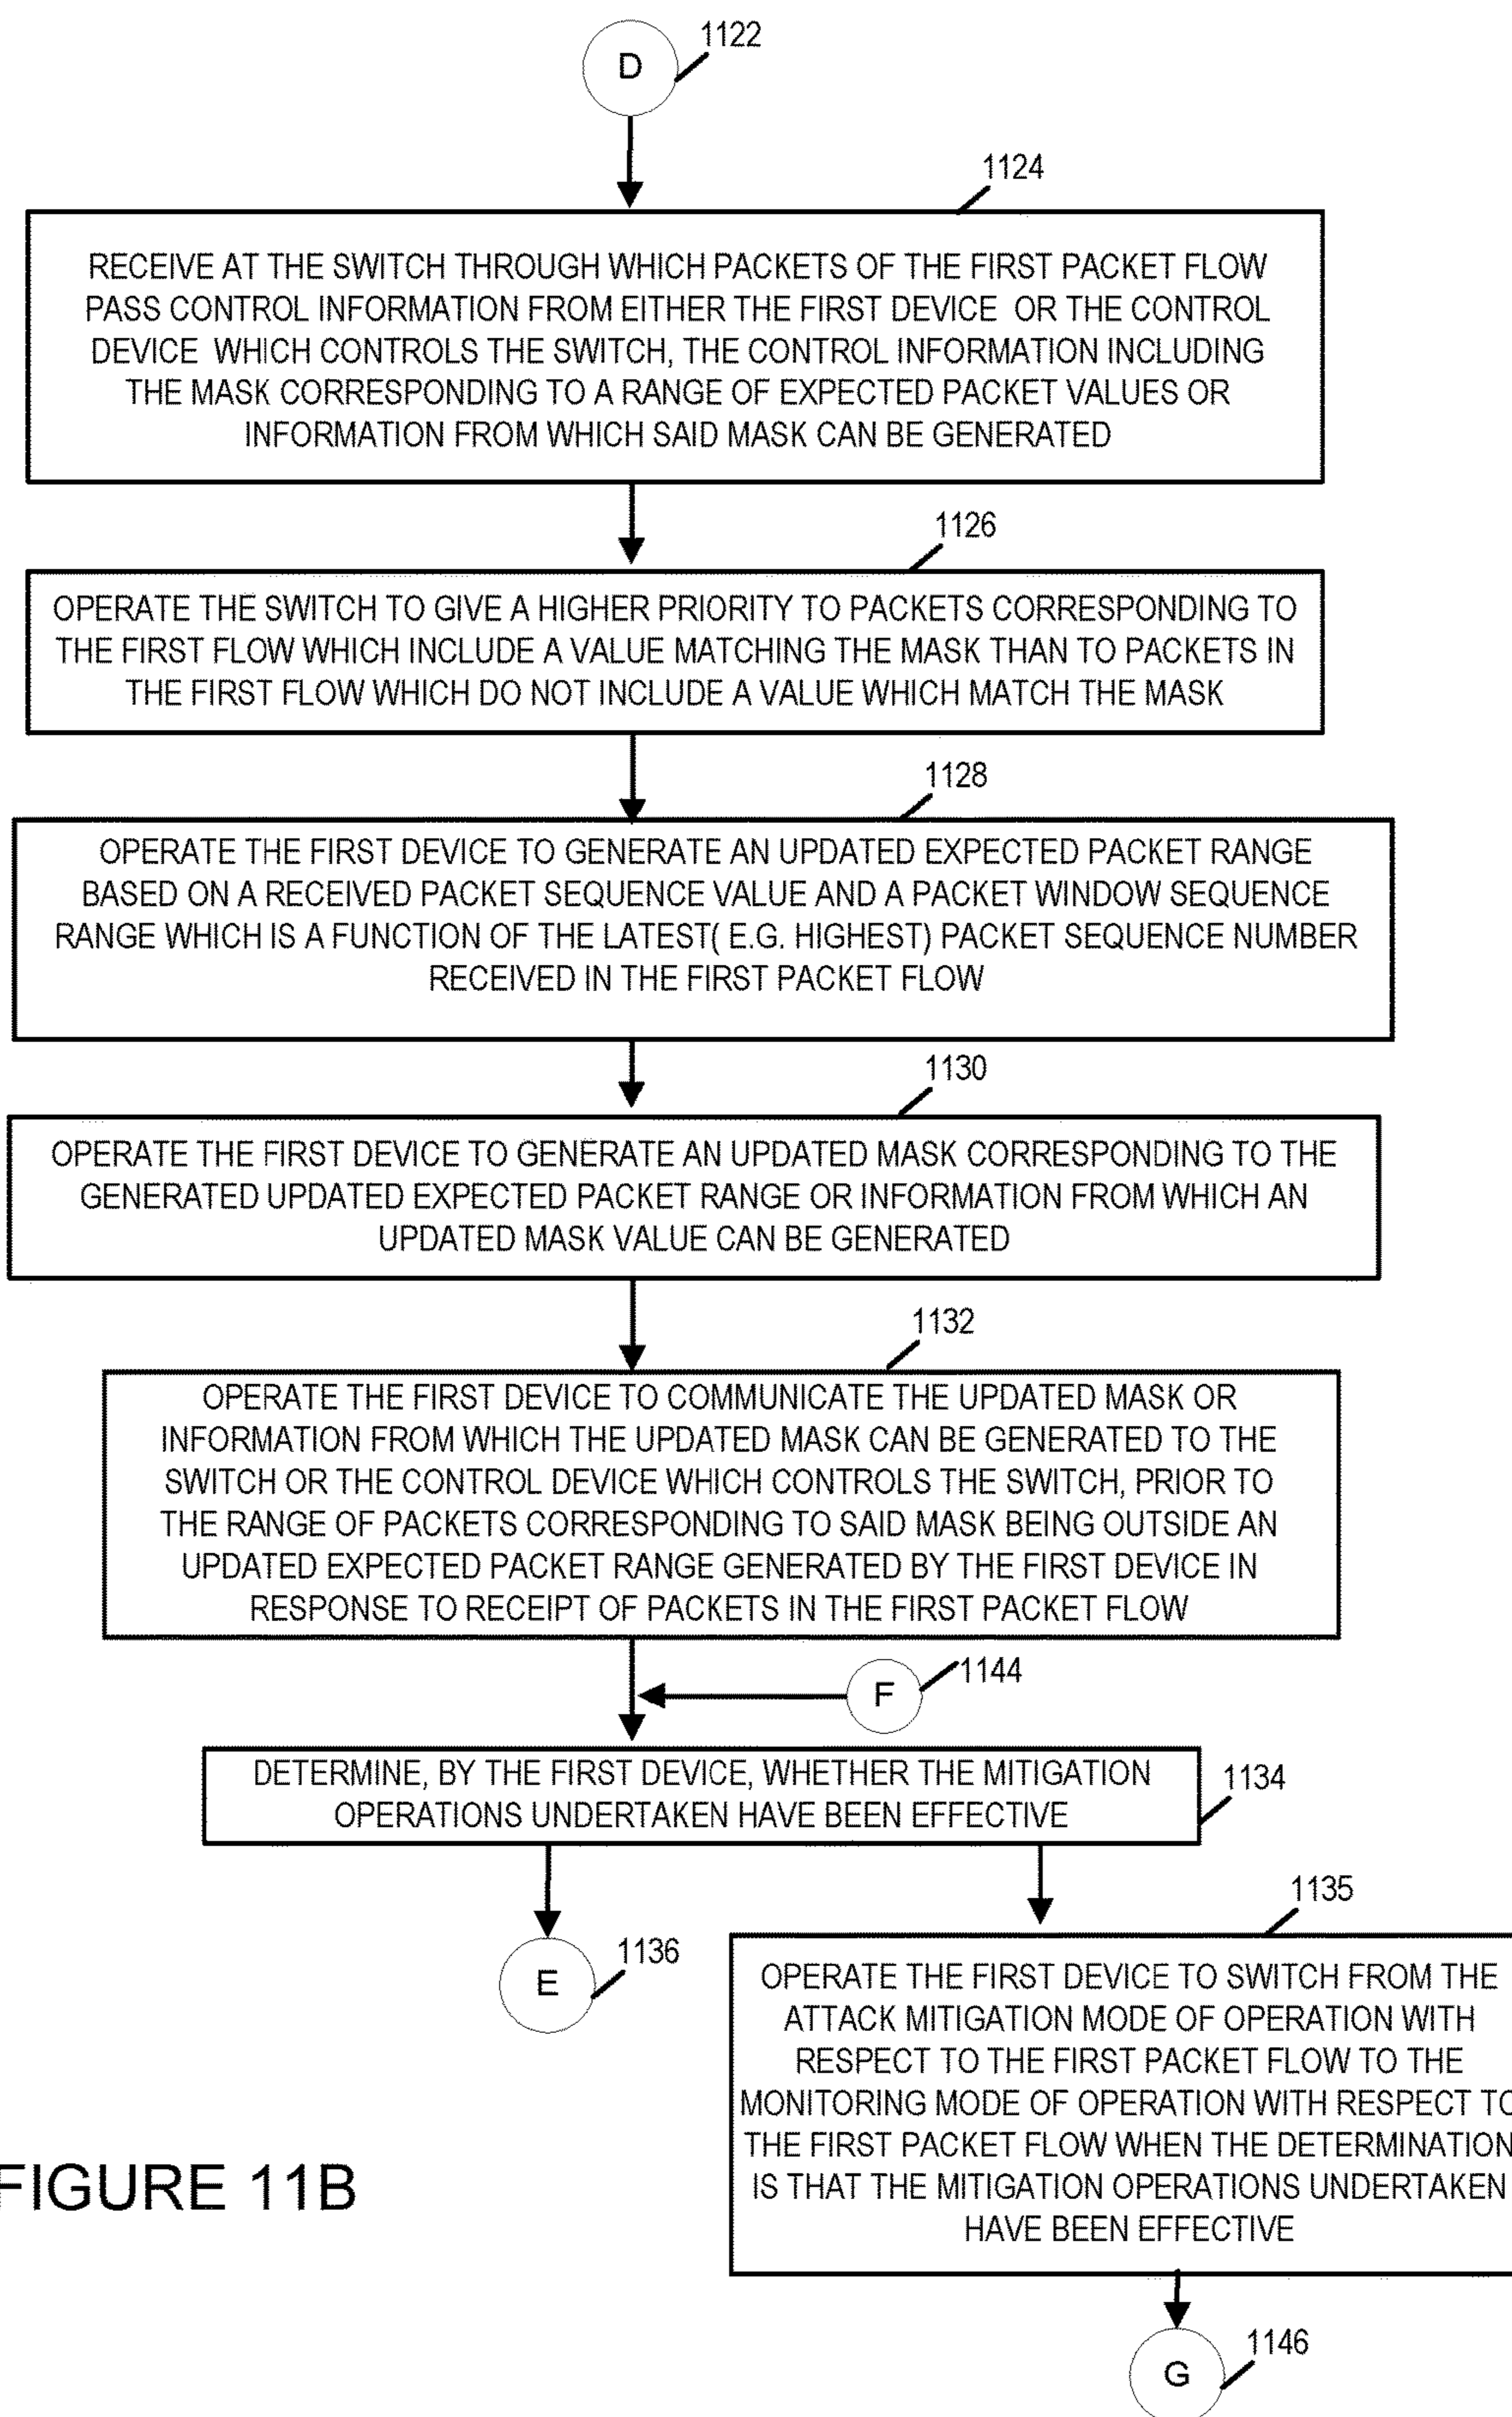 D
1122
1124
RECEIVE AT THE SWITCH THROUGH WHICH PACKETS OF THE FIRST PACKET FLOW
PASS CONTROL INFORMATION FROM EITHER THE FIRST DEVICE OR THE CONTROL
DEVICE WHICH CONTROLS THE SWITCH, THE CONTROL INFORMATION INCLUDING
THE MASK CORRESPONDING TO A RANGE OF EXPECTED PACKET VALUES OR
INFORMATION FROM WHICH SAID MASK CAN BE GENERATED
1126
OPERATE THE SWITCH TO GIVE A HIGHER PRIORITY TO PACKETS CORRESPONDING TO
THE FIRST FLOW WHICH INCLUDE A VALUE MATCHING THE MASK THAN TO PACKETS IN
THE FIRST FLOW WHICH DO NOT INCLUDE A VALUE WHICH MATCH THE MASK
1128
OPERATE THE FIRST DEVICE TO GENERATE AN UPDATED EXPECTED PACKET RANGE
BASED ON A RECEIVED PACKET SEQUENCE VALUE AND A PACKET WINDOW SEQUENCE
RANGE WHICH IS A FUNCTION OF THE LATEST( E.G. HIGHEST) PACKET SEQUENCE NUMBER
RECEIVED IN THE FIRST PACKET FLOW
1130
OPERATE THE FIRST DEVICE TO GENERATE AN UPDATED MASK CORRESPONDING TO THE
GENERATED UPDATED EXPECTED PACKET RANGE OR INFORMATION FROM WHICH AN
UPDATED MASK VALUE CAN BE GENERATED
1132
OPERATE THE FIRST DEVICE TO COMMUNICATE THE UPDATED MASK OR
INFORMATION FROM WHICH THE UPDATED MASK CAN BE GENERATED TO THE
SWITCH OR THE CONTROL DEVICE WHICH CONTROLS THE SWITCH, PRIOR TO
THE RANGE OF PACKETS CORRESPONDING TO SAID MASK BEING OUTSIDE AN
UPDATED EXPECTED PACKET RANGE GENERATED BY THE FIRST DEVICE IN
RESPONSE TO RECEIPT OF PACKETS IN THE FIRST PACKET FLOW
F
1144
DETERMINE, BY THE FIRST DEVICE, WHETHER THE MITIGATION
OPERATIONS UNDERTAKEN HAVE BEEN EFFECTIVE
1134
E
1136
1135
OPERATE THE FIRST DEVICE TO SWITCH FROM THE
ATTACK MITIGATION MODE OF OPERATION WITH
RESPECT TO THE FIRST PACKET FLOW TO THE
MONITORING MODE OF OPERATION WITH RESPECT TO
THE FIRST PACKET FLOW WHEN THE DETERMINATION
IS THAT THE MITIGATION OPERATIONS UNDERTAKEN
HAVE BEEN EFFECTIVE
G
1146
FIGURE 11B